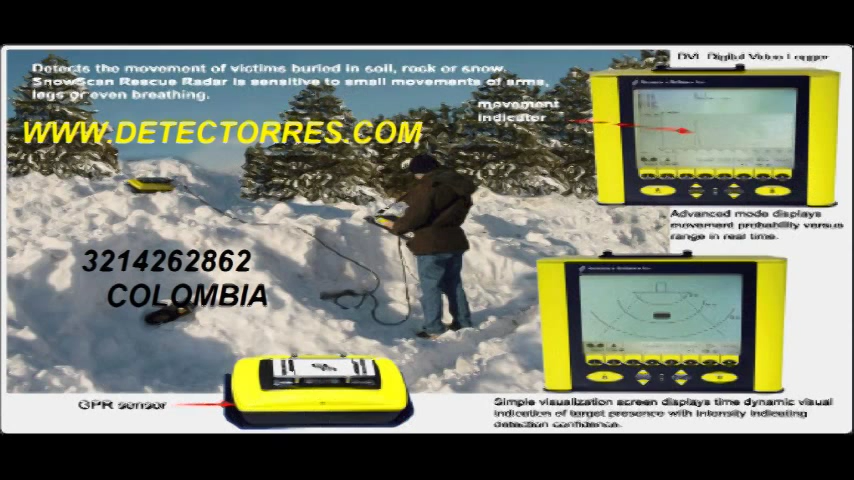 Detects the movement of victims buried in soil, rock or snow.
SnowScan Rescue Radar is sensitive to small movements of arms,
legs or even breathing.
WWW.DETECTORRES.COM
movement
indicator
DVL Digital Video Logger
Advanced mode displays
movement probability versus
range in real time.
3214262862
COLOMBIA
GPR sensor
Simple visualization screen displays time dynamic visual
indication of target presence with intensity indicating
detection confidence.